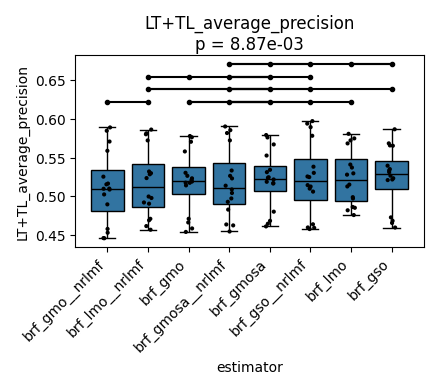 LT+TL_average_precision
p = 8.87e-03
LT+TL_average_precision
0.65
0.60
0.55
0.50
0.45
brf_gmo__nrlmf
brf_lmo__nrlmf
brf_gmo
brf_gmosa__nrlmf
brf_gmosa
brf_gso__nrlmf
brf_lmo
brf_gso
estimator